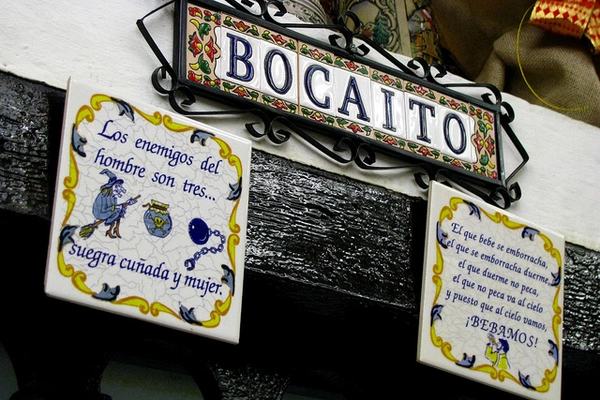 BOCAITO
Los enemigos del
hombre son tres...
suegra cuñada y mujer.
El que bebe se emborracha,
el que se emborracha duerme,
el que duerme no peca,
el que no peca va al cielo
y puesto que al cielo vamos,
¡BEBAMOS!